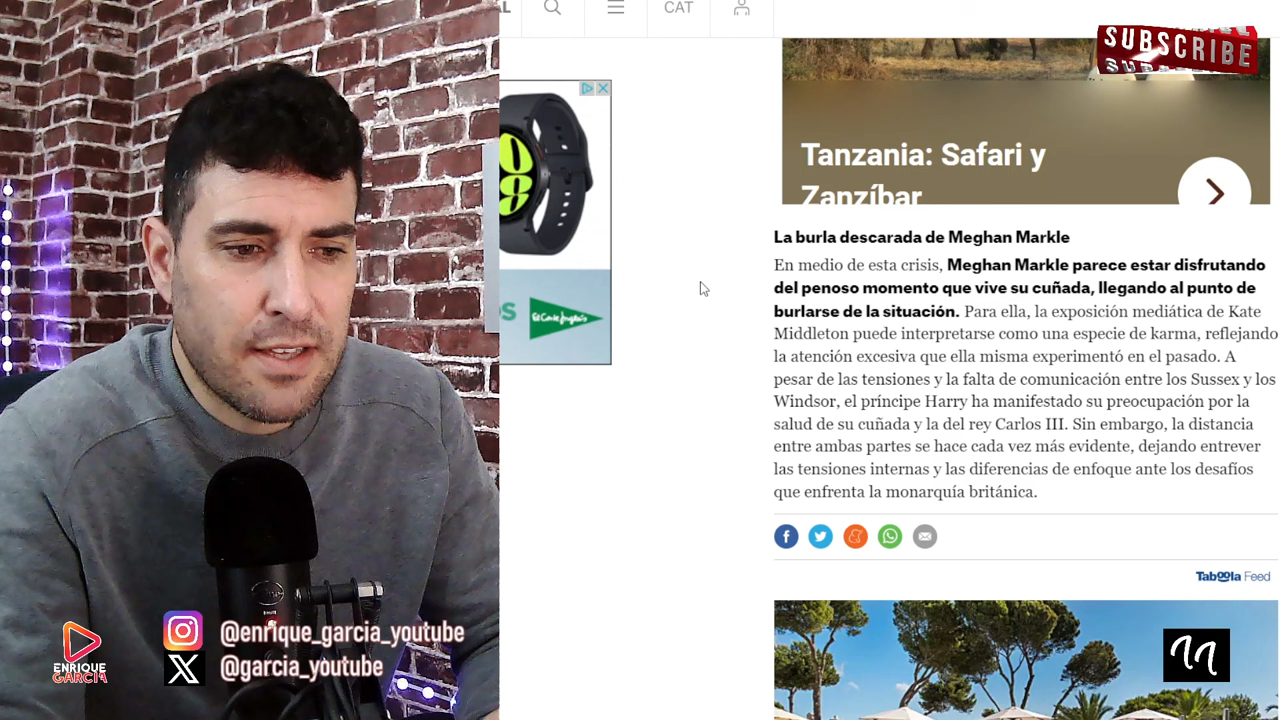 CAT
SUBSCRIBE
Tanzania: Safari y
Zanzíbar
La burla descarada de Meghan Markle
En medio de esta crisis, Meghan Markle parece estar disfrutando
del penoso momento que vive su cuñada, llegando al punto de
burlarse de la situación. Para ella, la exposición mediática de Kate
Middleton puede interpretarse como una especie de karma, reflejando
la atención excesiva que ella misma experimentó en el pasado. A
pesar de las tensiones y la falta de comunicación entre los Sussex y los
Windsor, el príncipe Harry ha manifestado su preocupación por la
salud de su cuñada y la del rey Carlos III. Sin embargo, la distancia
entre ambas partes se hace cada vez más evidente, dejando entrever
las tensiones internas y las diferencias de enfoque ante los desafíos
que enfrenta la monarquía británica.
Taboola Feed
El Corte Inglés
10
08
ENRIQUE
GARCIA
@enrique_garcia_youtube
@garcia_youtube